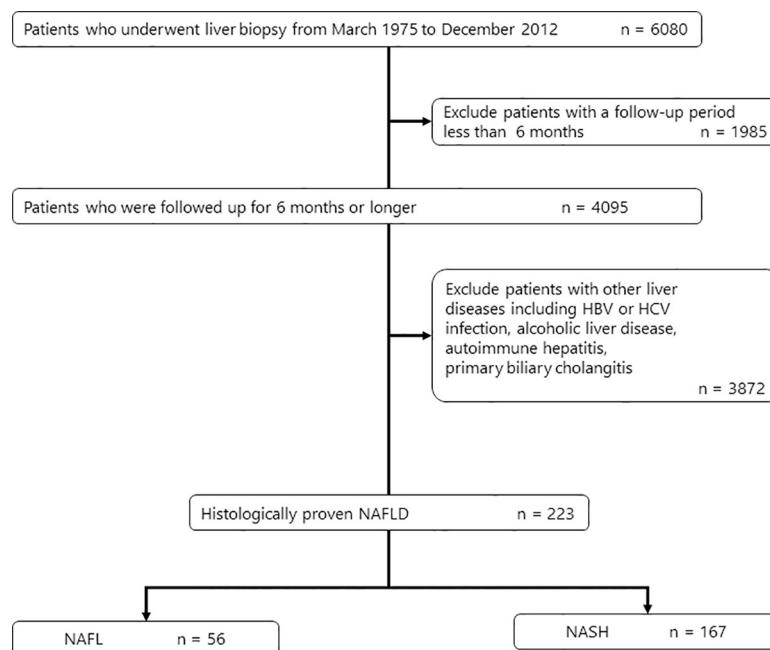 Patients who underwent liver biopsy from March 1975 to December 2012 n = 6080
Exclude patients with a follow-up period
less than 6 months n = 1985
Patients who were followed up for 6 months or longer n = 4095
Exclude patients with other liver
diseases including HBV or HCV
infection, alcoholic liver disease,
autoimmune hepatitis,
primary biliary cholangitis
n = 3872
Histologically proven NAFLD n = 223
NAFL n = 56
NASH n = 167